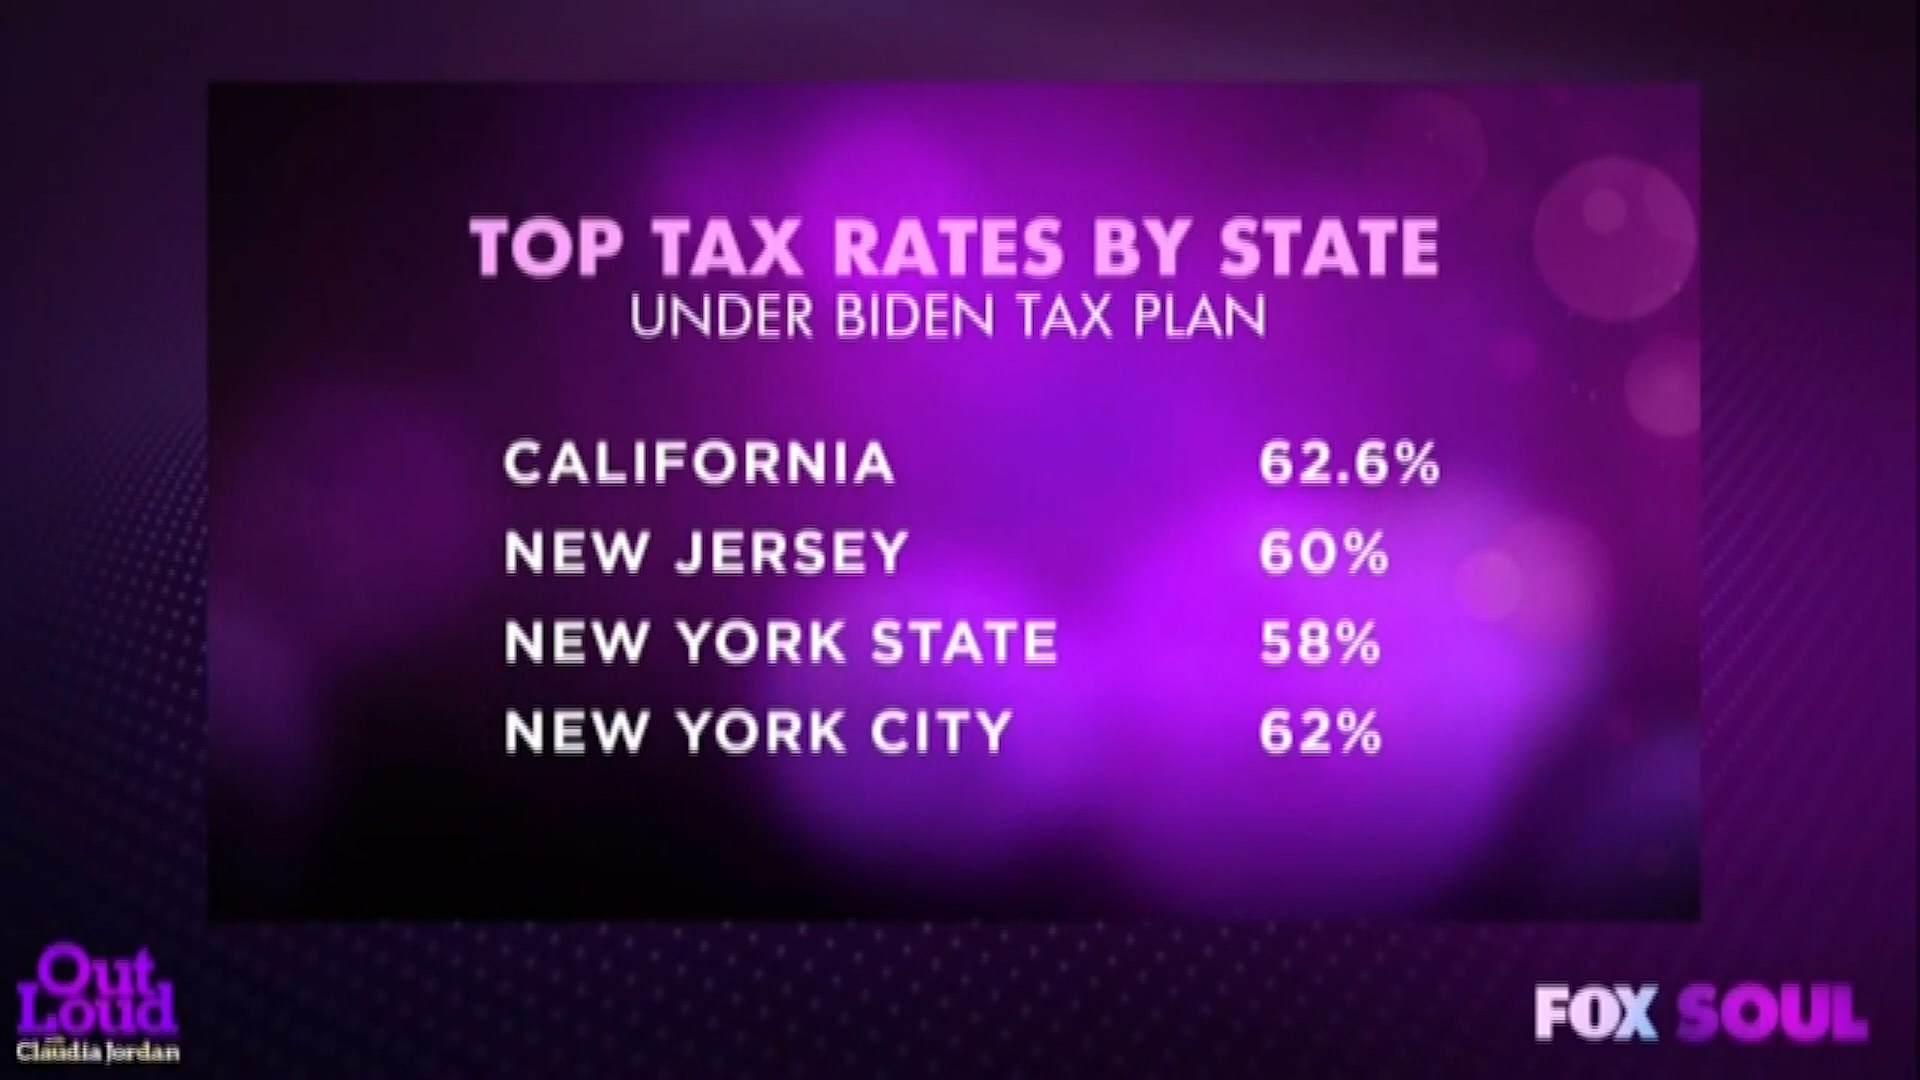 TOP TAX RATES BY STATE
UNDER BIDEN TAX PLAN
CALIFORNIA 62.6%
NEW JERSEY 60%
NEW YORK STATE 58%
NEW YORK CITY 62%
Out
Loud
with
Claudia Jordan
FOX SOUL